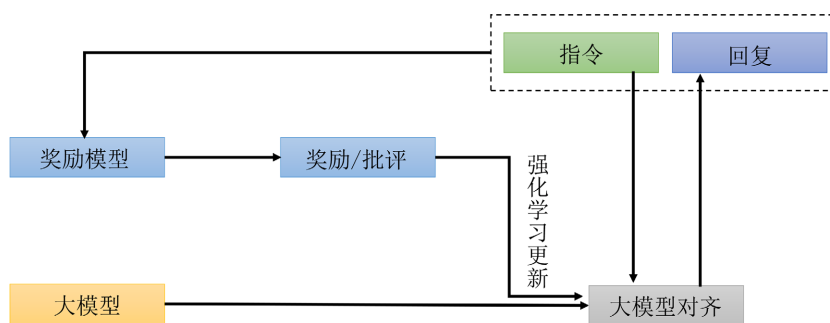 指令
回复
奖励模型
奖励/批评
强化学习更新
大模型
大模型对齐